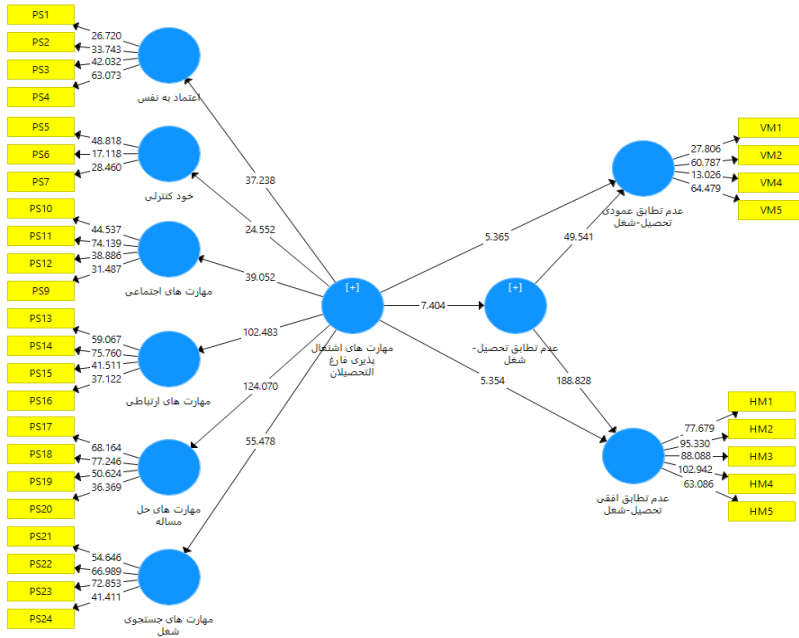 PS1
PS2
PS3
PS4
26.720
33.743
42.032
63.073
اعتماد به نفس
PS5
PS6
PS7
48.818
17.118
28.460
خود کنترلی
PS10
PS11
PS12
PS9
44.537
74.139
38.886
31.487
مهارت های اجتماعی
PS13
PS14
PS15
PS16
59.067
75.760
41.511
37.122
مهارت های ارتباطی
PS17
PS18
PS19
PS20
68.164
77.246
50.624
36.369
مهارت های حل
مساله
PS21
PS22
PS23
PS24
54.646
66.989
72.853
41.411
مهارت های جستجوی
شغل
37.238
24.552
39.052
102.483
124.070
55.478
[+]
مهارت های اشتغال
پذیری فارغ
التحصیلان
5.365
7.404
5.354
[+]
عدم تطابق تحصیل-
شغل
49.541
188.828
عدم تطابق عمودی
تحصیل-شغل
27.806
60.787
13.026
64.479
VM1
VM2
VM4
VM5
عدم تطابق افقی
تحصیل-شغل
77.679
95.330
88.088
102.942
63.086
HM1
HM2
HM3
HM4
HM5